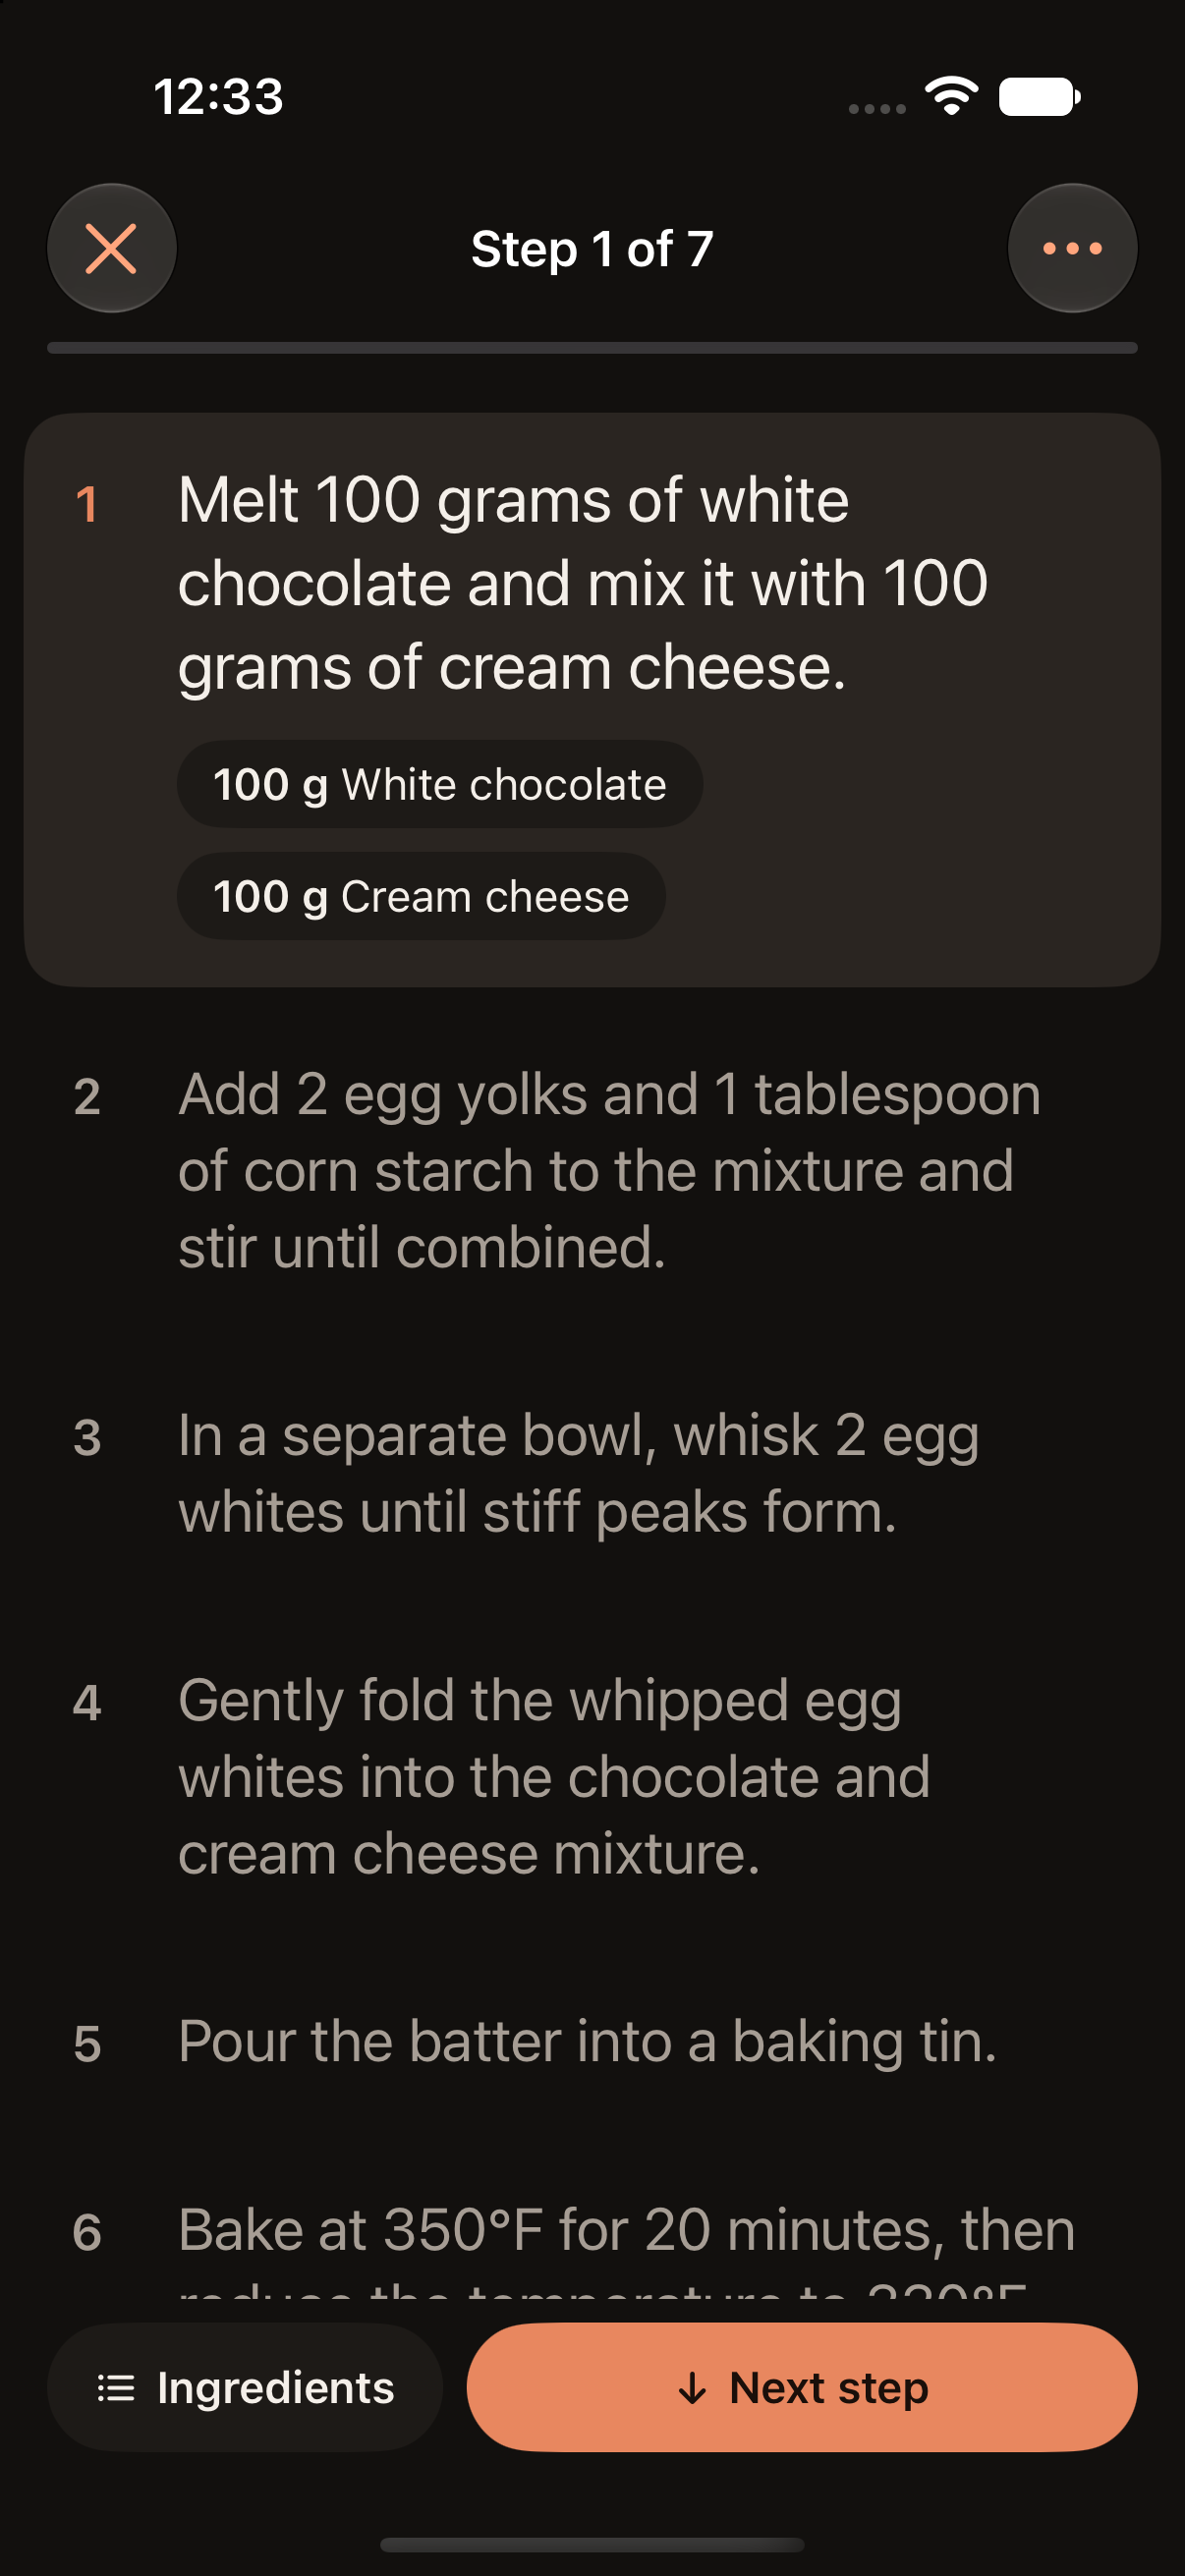 12:33
Step 1 of 7
1
Melt 100 grams of white
chocolate and mix it with 100
grams of cream cheese.
100 g White chocolate
100 g Cream cheese
2
Add 2 egg yolks and 1 tablespoon
of corn starch to the mixture and
stir until combined.
3
In a separate bowl, whisk 2 egg
whites until stiff peaks form.
4
Gently fold the whipped egg
whites into the chocolate and
cream cheese mixture.
5
Pour the batter into a baking tin.
6
Bake at 350°F for 20 minutes, then
reduce the temperature to
Ingredients
Next step